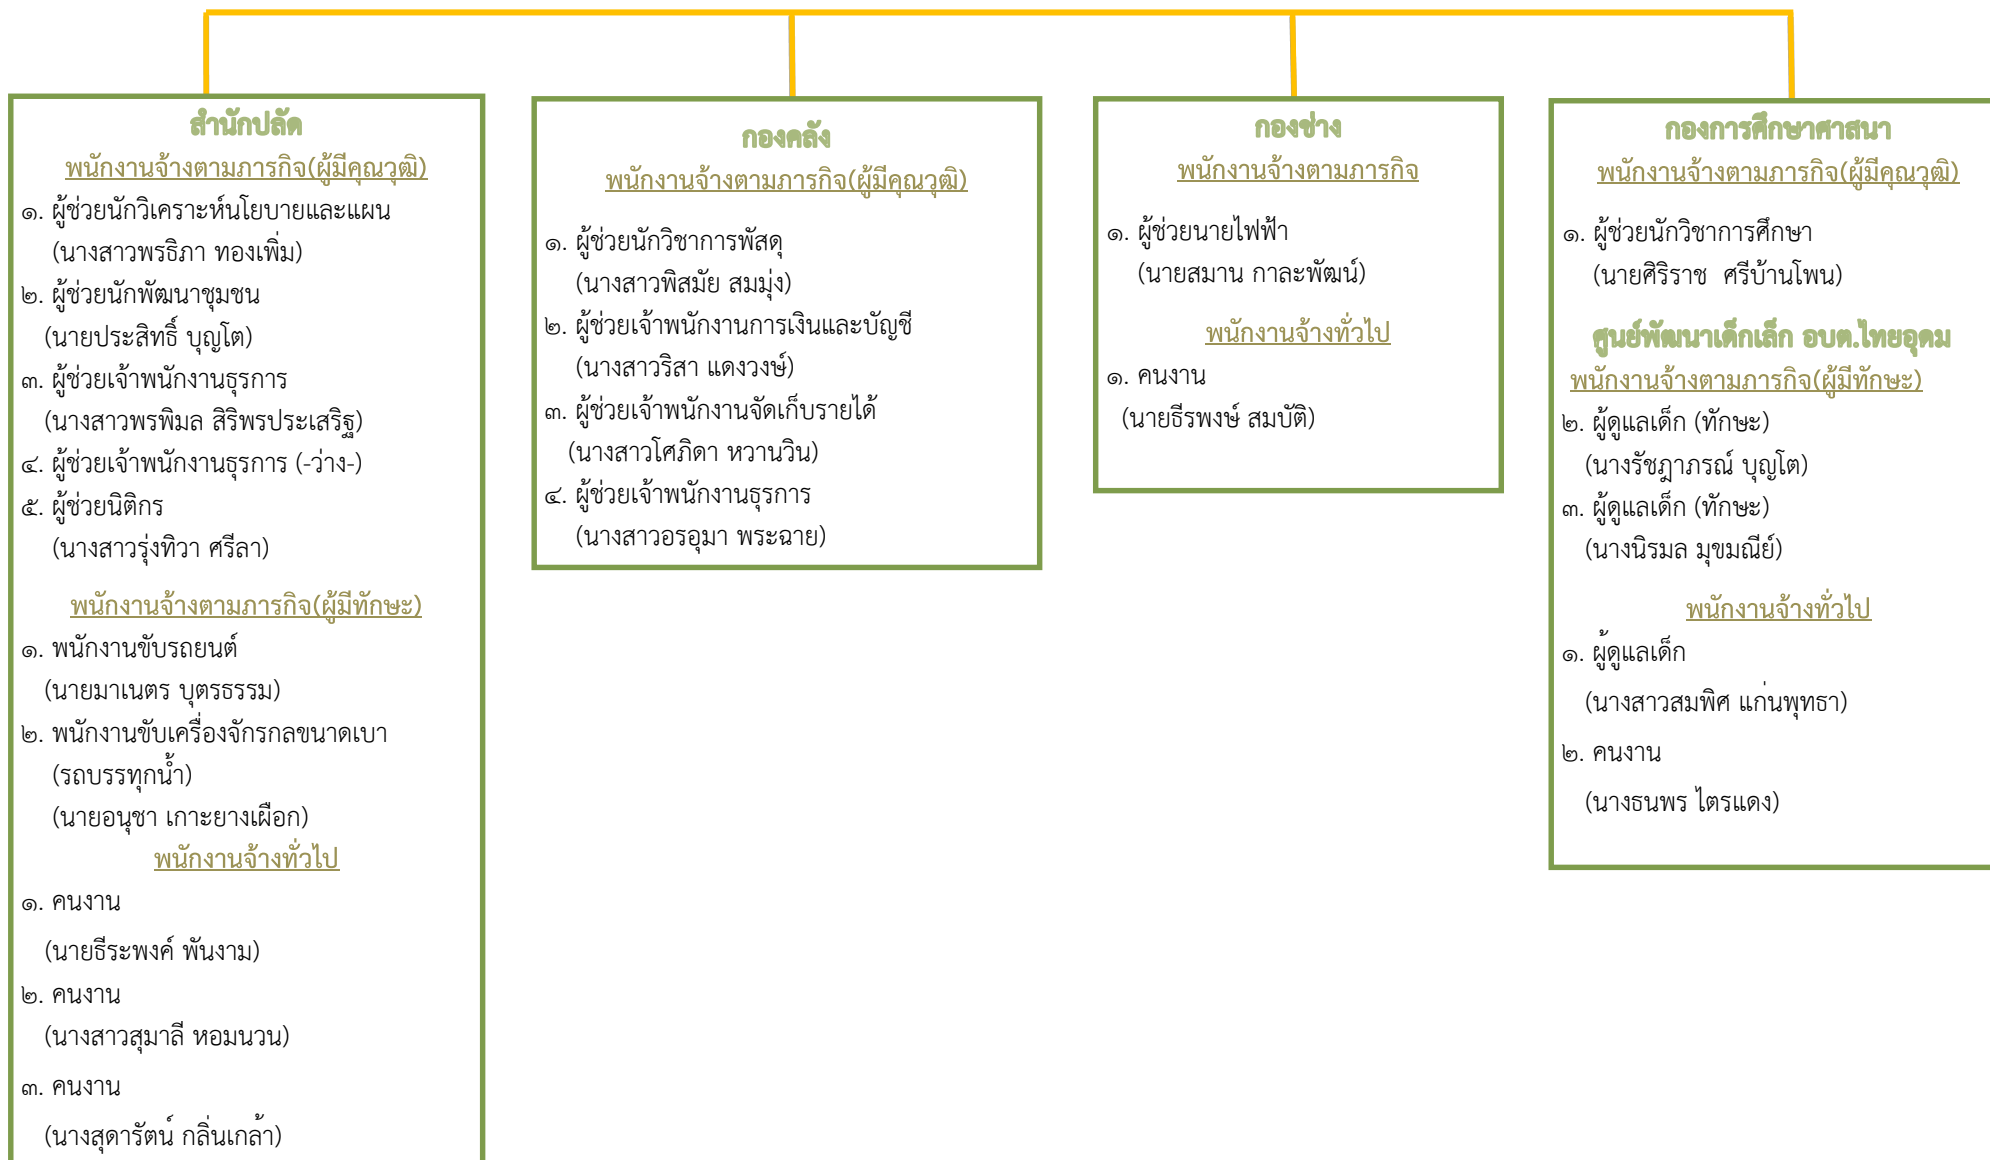 สำนักปลัด
พนักงานจ้างตามภารกิจ(ผู้มีคุณวุฒิ)
๑. ผู้ช่วยนักวิเคราะห์นโยบายและแผน
(นางสาวพรธิภา ทองเพิ่ม)
๒. ผู้ช่วยนักพัฒนาชุมชน
(นายประสิทธิ์ บุญโต)
๓. ผู้ช่วยเจ้าพนักงานธุรการ
(นางสาวพรพิมล สิริพรประเสริฐ)
๔. ผู้ช่วยเจ้าพนักงานธุรการ (-ว่าง-)
๕. ผู้ช่วยนิติกร
(นางสาวรุ่งทิวา ศรีลา)
พนักงานจ้างตามภารกิจ(ผู้มีทักษะ)
๑. พนักงานขับรถยนต์
(นายมาเนตร บุตรธรรม)
๒. พนักงานขับเครื่องจักรกลขนาดเบา
(รถบรรทุกน้ำ)
(นายอนุชา เกาะยางเผือก)
พนักงานจ้างทั่วไป
๑. คนงาน
(นายธีระพงค์ พันงาม)
๒. คนงาน
(นางสาวสุมาลี หอมนวน)
๓. คนงาน
(นางสุดารัตน์ กลิ่นเกล้า)
กองคลัง
พนักงานจ้างตามภารกิจ(ผู้มีคุณวุฒิ)
๑. ผู้ช่วยนักวิชาการพัสดุ
(นางสาวพิสมัย สมมุ่ง)
๒. ผู้ช่วยเจ้าพนักงานการเงินและบัญชี
(นางสาวริสา แดงวงษ์)
๓. ผู้ช่วยเจ้าพนักงานจัดเก็บรายได้
(นางสาวโศภิดา หวานวิน)
๔. ผู้ช่วยเจ้าพนักงานธุรการ
(นางสาวอรอุมา พระฉาย)
กองช่าง
พนักงานจ้างตามภารกิจ
๑. ผู้ช่วยนายไฟฟ้า
(นายสมาน กาละพัฒน์)
พนักงานจ้างทั่วไป
๑. คนงาน
(นายธีรพงษ์ สมบัติ)
กองการศึกษาศาสนา
พนักงานจ้างตามภารกิจ(ผู้มีคุณวุฒิ)
๑. ผู้ช่วยนักวิชาการศึกษา
(นายศิริราช ศรีบ้านโพน)
ศูนย์พัฒนาเด็กเล็ก อบต.ไทยอุดม
พนักงานจ้างตามภารกิจ(ผู้มีทักษะ)
๒. ผู้ดูแลเด็ก (ทักษะ)
(นางรัชฎาภรณ์ บุญโต)
๓. ผู้ดูแลเด็ก (ทักษะ)
(นางนิรมล มุขมณีย์)
พนักงานจ้างทั่วไป
๑. ผู้ดูแลเด็ก
(นางสาวสมพิศ แก่นพุทธา)
๒. คนงาน
(นางธนพร ไตรแดง)